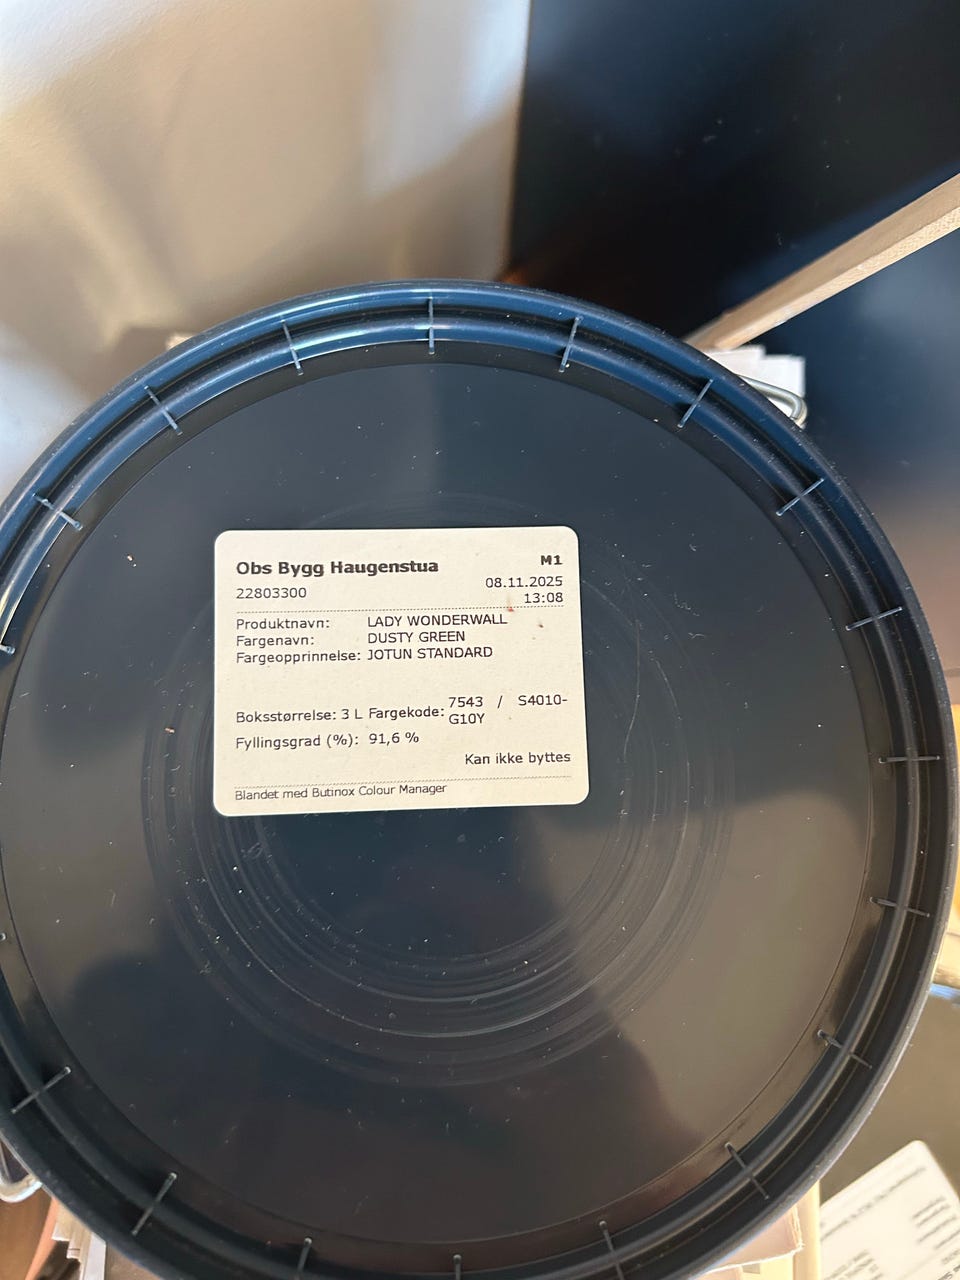 Obs Bygg Haugenstua M1
22803300 08.11.2025
13:08
Produktnavn: LADY WONDERWALL
Fargenavn: DUSTY GREEN
Fargeopprinnelse: JOTUN STANDARD
Boksstørrelse: 3 L Fargekode: 7543 / S4010-
G10Y
Fyllingsgrad (%): 91,6 %
Kan ikke byttes
Blandet med Butinox Colour Manager